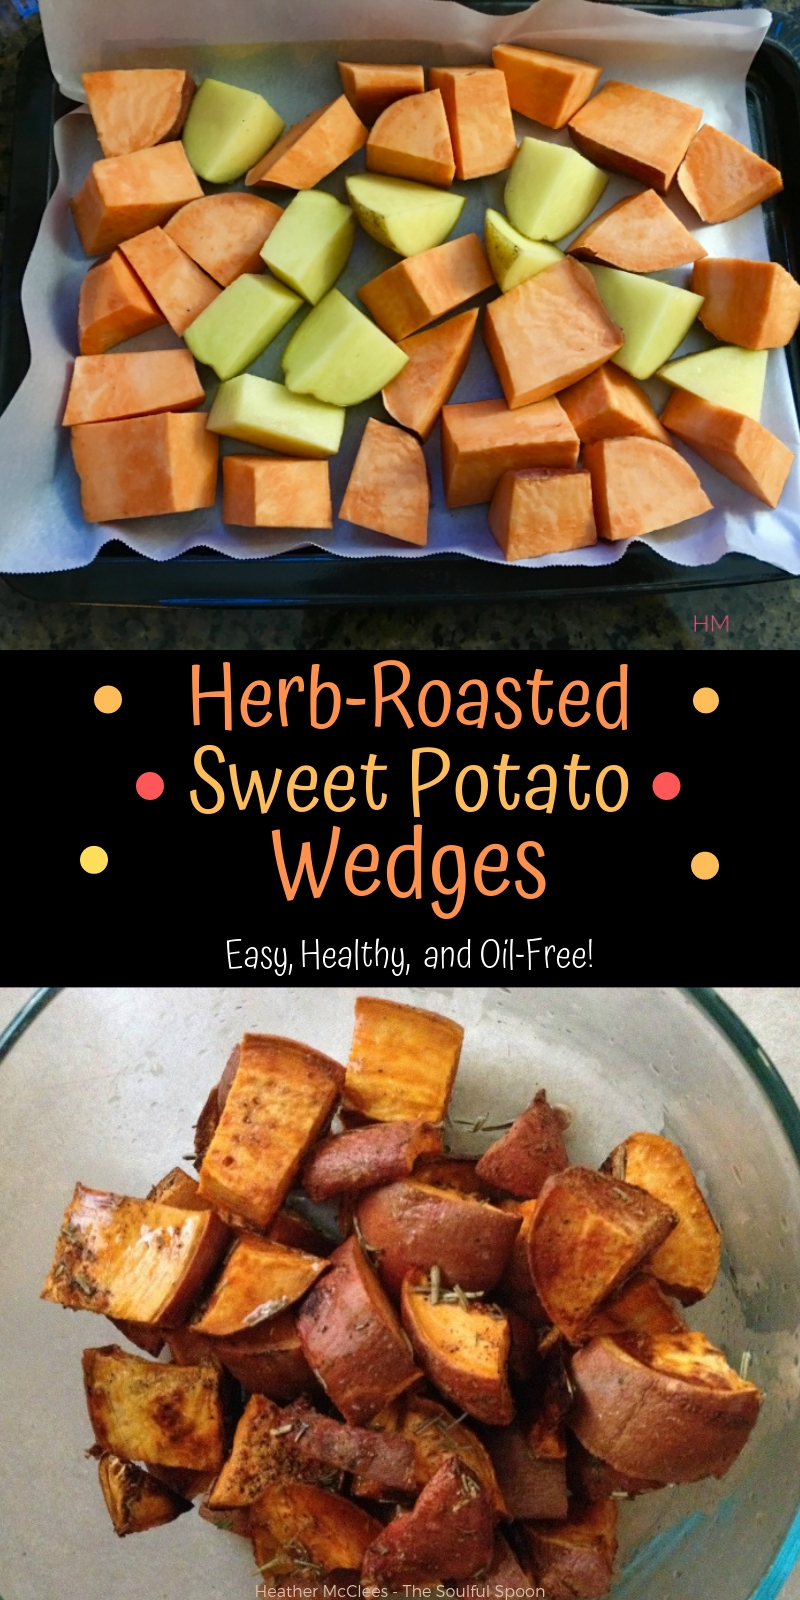 HM
Herb-Roasted
Sweet Potato
Wedges
Easy, Healthy, and Oil-Free!
Heather McClees - The Soulful Spoon